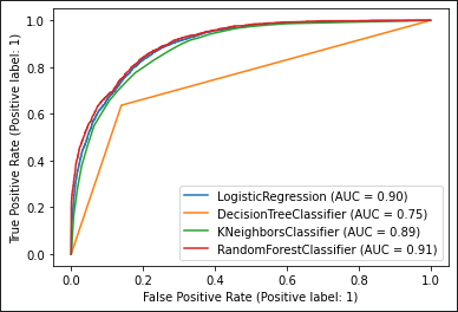 True Positive Rate (Positive label: 1)
1.0
0.8
0.6
0.4
0.2
0.0
LogisticRegression (AUC = 0.90)
DecisionTreeClassifier (AUC = 0.75)
KNeighborsClassifier (AUC = 0.89)
RandomForestClassifier (AUC = 0.91)
0.0 0.2 0.4 0.6 0.8 1.0
False Positive Rate (Positive label: 1)